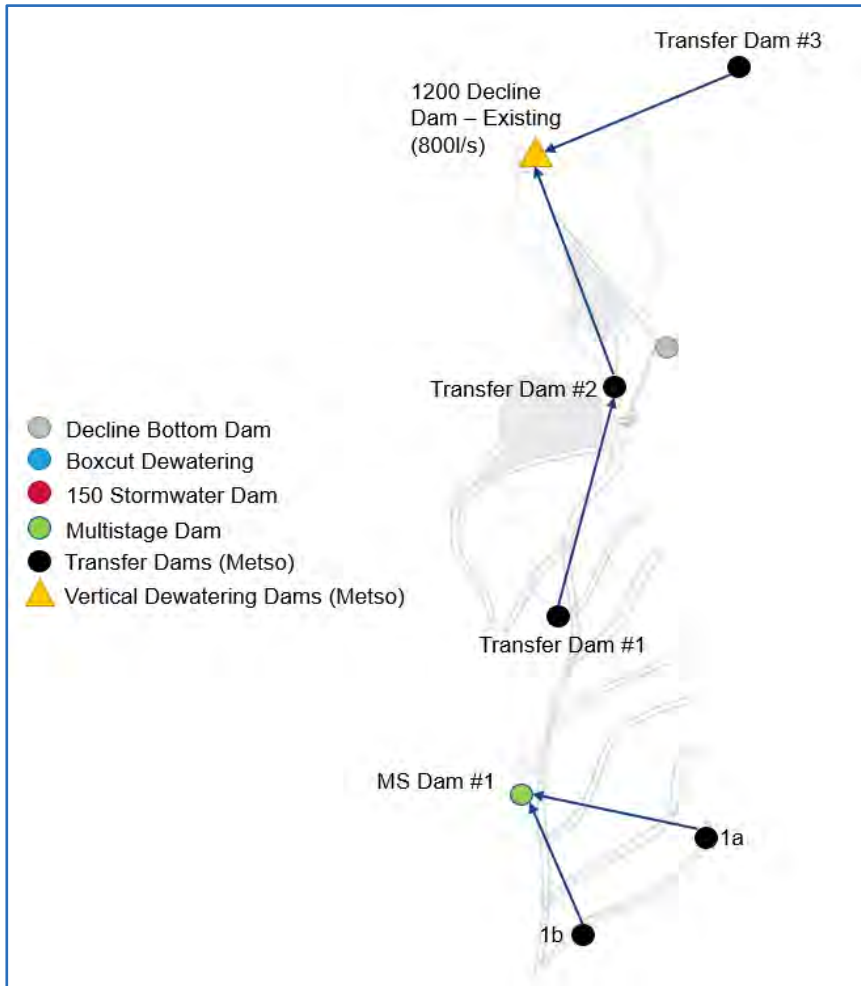 Transfer Dam #3
1200 Decline
Dam – Existing
(800l/s)
Transfer Dam #2
Decline Bottom Dam
Boxcut Dewatering
150 Stormwater Dam
Multistage Dam
Transfer Dams (Metso)
Vertical Dewatering Dams (Metso)
Transfer Dam #1
MS Dam #1
1a
1b